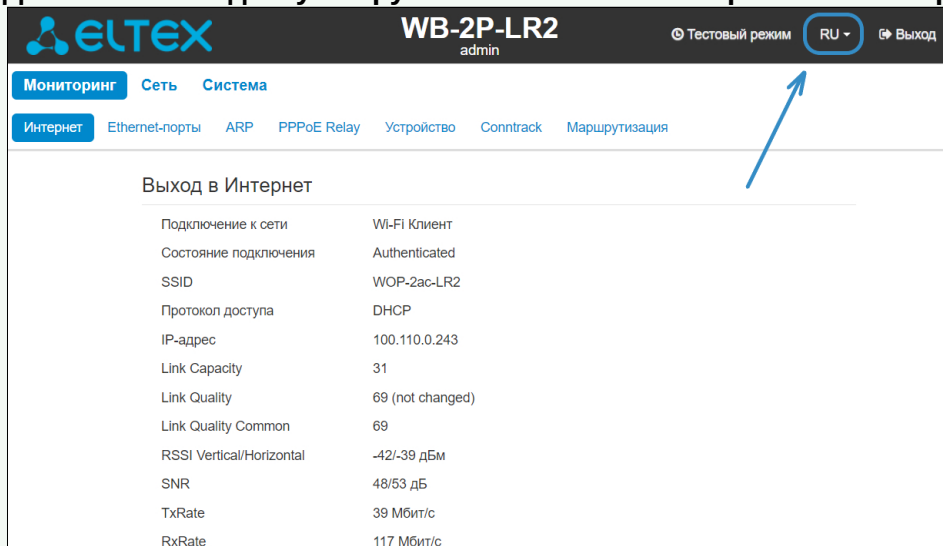 ELTEX
WB-2P-LR2
admin
Тестовый режим
RU
Выход
Мониторинг Сеть Система
Интернет Ethernet-порты ARP PPPoE Relay Устройство Conntrack Маршрутизация
Выход в Интернет
Подключение к сети Wi-Fi Клиент
Состояние подключения Authenticated
SSID WOP-2ac-LR2
Протокол доступа DHCP
IP-адрес 100.110.0.243
Link Capacity 31
Link Quality 69 (not changed)
Link Quality Common 69
RSSI Vertical/Horizontal -42/-39 дБм
SNR 48/53 дБ
TxRate 39 Мбит/с
RxRate 117 Мбит/с